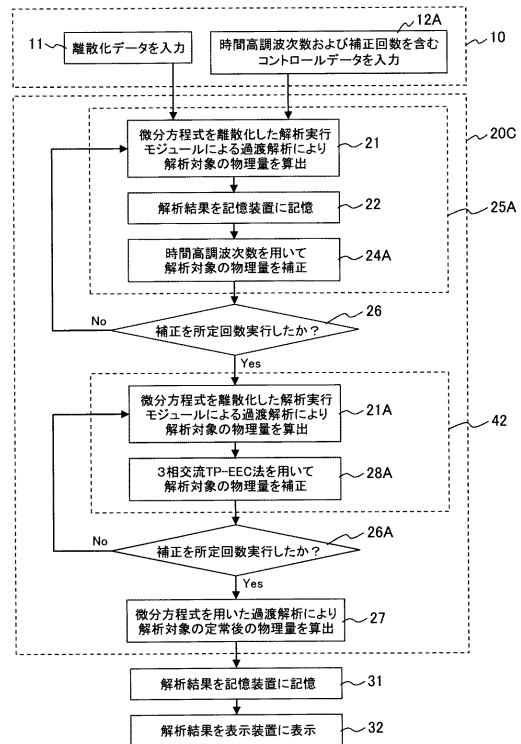 12A
11
離散化データを入力
時間高調波次数および補正回数を含む
コントロールデータを入力
10
20C
微分方程式を離散化した解析実行
モジュールによる過渡解析により
解析対象の物理量を算出
21
解析結果を記憶装置に記憶
22
25A
時間高調波次数を用いて
解析対象の物理量を補正
24A
26
No
補正を所定回数実行したか？
Yes
微分方程式を離散化した解析実行
モジュールによる過渡解析により
解析対象の物理量を算出
21A
42
3相交流TP-EEC法を用いて
解析対象の物理量を補正
28A
26A
No
補正を所定回数実行したか？
Yes
微分方程式を用いた過渡解析により
解析対象の定常後の物理量を算出
27
解析結果を記憶装置に記憶
31
解析結果を表示装置に表示
32